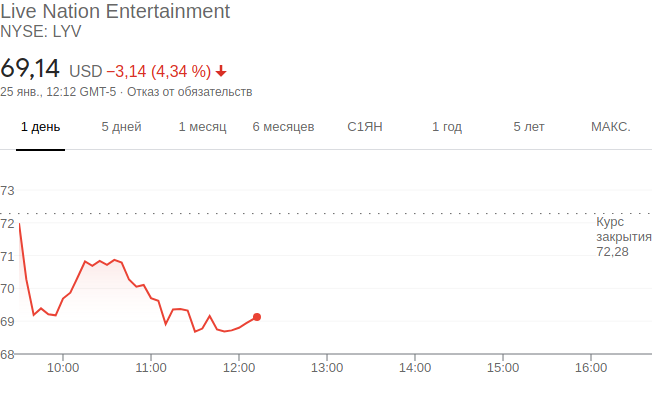 Live Nation Entertainment
NYSE: LYV
69,14 USD −3,14 (4,34 %)
25 янв., 12:12 GMT-5 · Отказ от обязательств
1 день 5 дней 1 месяц 6 месяцев С1ЯН 1 год 5 лет МАКС.
73
72
71
70
69
68
Курс
закрытия
72,28
10:00 11:00 12:00 13:00 14:00 15:00 16:00